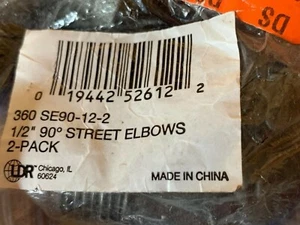 DS
0 19442 52612 2
360 SE90-12-2
1/2" 90º STREET ELBOWS
2-PACK
LDR Chicago, IL
60624
MADE IN CHINA